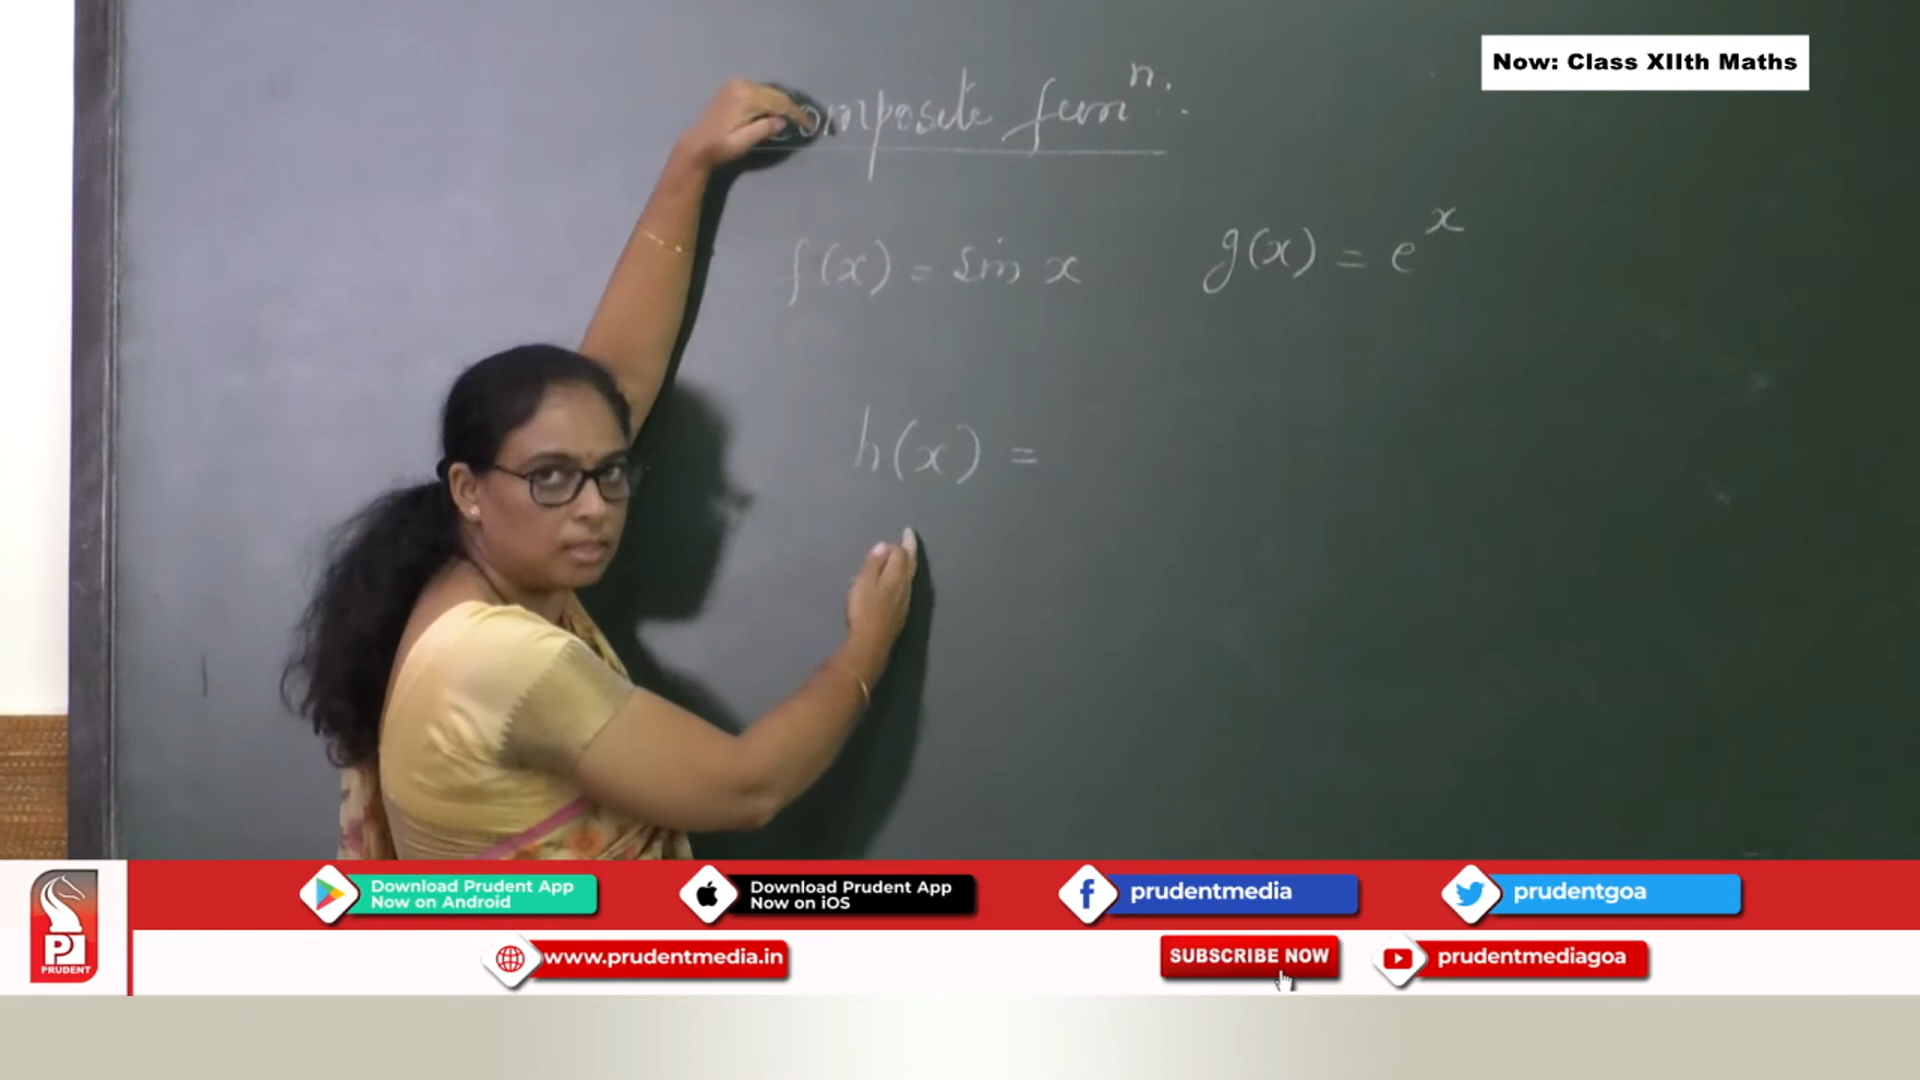 Now: Class XIIth Maths
Composite funⁿ:
f(x) = sin x
g(x) = eˣ
h(x) =
Download Prudent App
Now on Android
Download Prudent App
Now on iOS
prudentmedia
prudentgoa
PRUDENT
www.prudentmedia.in
SUBSCRIBE NOW
prudentmediagoa